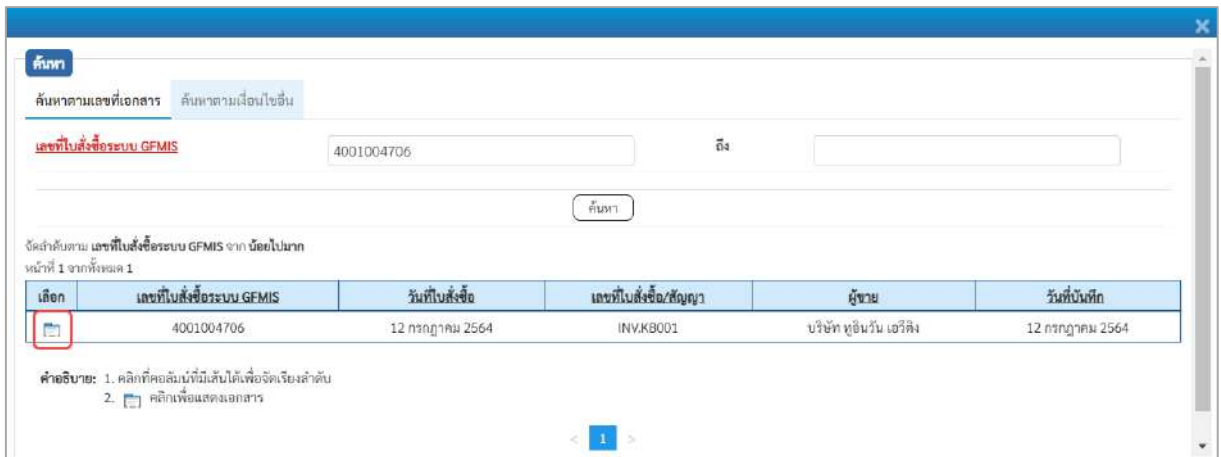 ค้นหา
ค้นหาตามเลขที่เอกสาร ค้นหาตามเงื่อนไขอื่น
เลขที่ใบสั่งซื้อระบบ GFMIS 4001004706 ถึง
ค้นหา
จัดลำดับตาม เลขที่ใบสั่งซื้อระบบ GFMIS จาก น้อยไปมาก
หน้าที่ 1 จากทั้งหมด 1
เลือก เลขที่ใบสั่งซื้อระบบ GFMIS วันที่ใบสั่งซื้อ เลขที่ใบสั่งซื้อ/สัญญา ผู้ขาย วันที่บันทึก
4001004706 12 กรกฎาคม 2564 INV.KB001 บริษัท ทูอินวัน เอวิคิง 12 กรกฎาคม 2564
คำอธิบาย: 1. คลิกที่คอลัมน์ที่มีเส้นใต้เพื่อจัดเรียงลำดับ
2. คลิกเพื่อแสดงเอกสาร
< 1 >